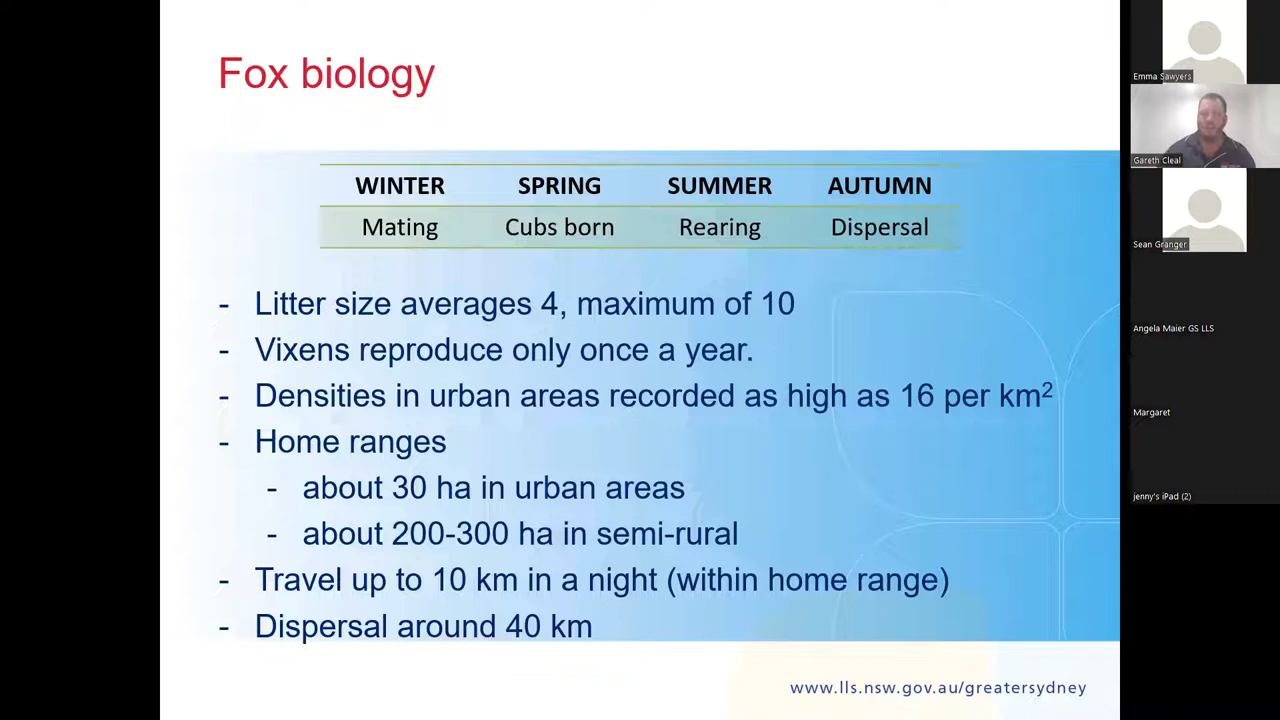 Fox biology
WINTER SPRING SUMMER AUTUMN
Mating Cubs born Rearing Dispersal
- Litter size averages 4, maximum of 10
- Vixens reproduce only once a year.
- Densities in urban areas recorded as high as 16 per km²
- Home ranges
- about 30 ha in urban areas
- about 200-300 ha in semi-rural
- Travel up to 10 km in a night (within home range)
- Dispersal around 40 km
www.lls.nsw.gov.au/greatersydney
Emma Sawyers
Gareth Cleal
Sean Granger
Angela Maier GS LLS
Margaret
jenny's iPad (2)